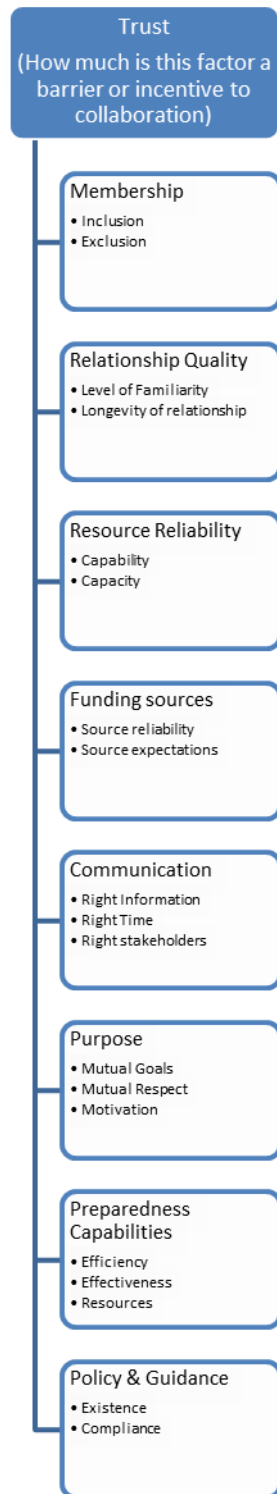 Trust
(How much is this factor a
barrier or incentive to
collaboration)
Membership
• Inclusion
• Exclusion
Relationship Quality
• Level of Familiarity
• Longevity of relationship
Resource Reliability
• Capability
• Capacity
Funding sources
• Source reliability
• Source expectations
Communication
• Right Information
• Right Time
• Right stakeholders
Purpose
• Mutual Goals
• Mutual Respect
• Motivation
Preparedness
Capabilities
• Efficiency
• Effectiveness
• Resources
Policy & Guidance
• Existence
• Compliance